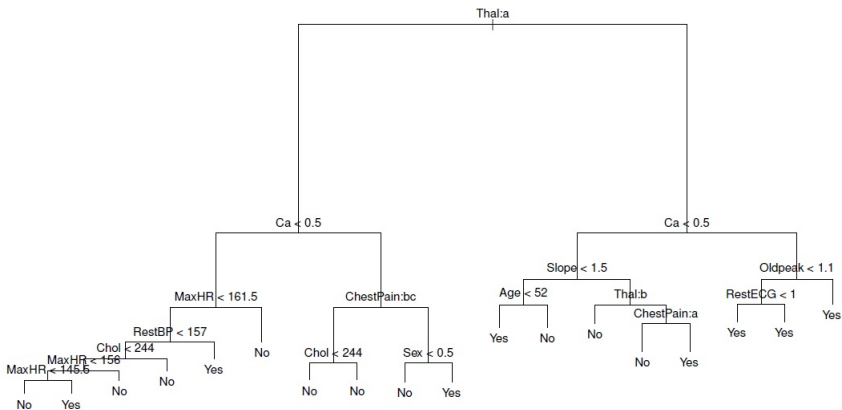 Thal:a
Ca < 0.5
Ca < 0.5
Slope < 1.5
Oldpeak < 1.1
MaxHR < 161.5
ChestPain:bc
Age < 52
Thal:b
RestECG < 1
ChestPain:a
Yes
RestBP < 157
Yes
No
No
Yes
Yes
Chol < 244
No
Chol < 244
Sex < 0.5
No
Yes
MaxHR < 156
MaxHR < 145.5
No
Yes
No
No
No
Yes
No
Yes